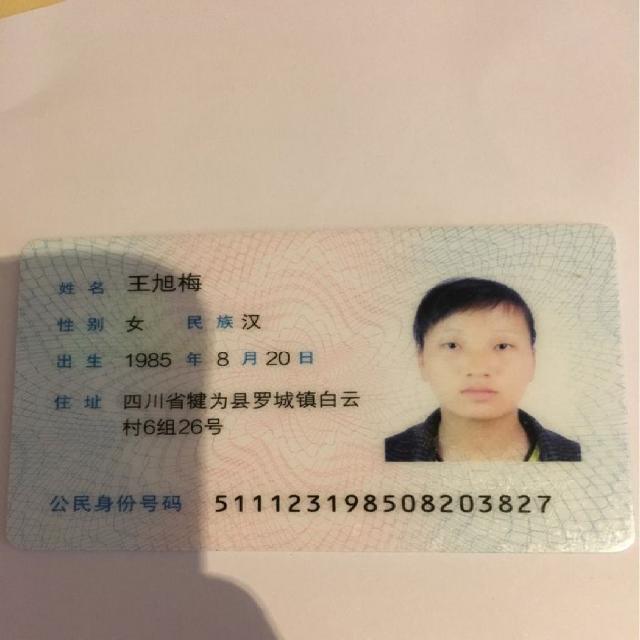 姓名 王旭梅
性别 女 民族 汉
出生 1985 年 8 月 20 日
住址 四川省犍为县罗城镇白云
村6组26号
公民身份号码 511123198508203827